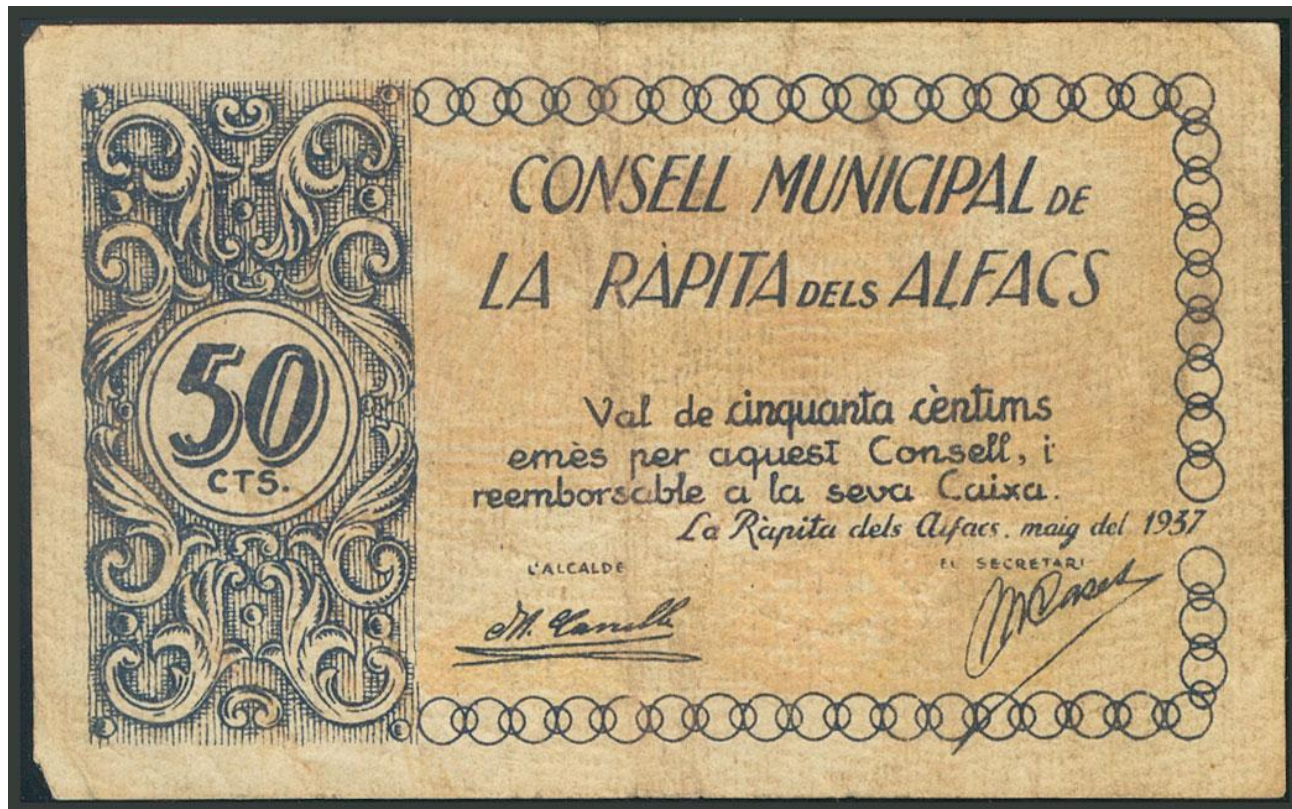 50
CTS.
CONSELL MUNICIPAL DE
LA RÀPITA DELS ALFACS
Val de cinquanta cèntims
emès per aquest Consell, i
reemborsable a la seva Caixa.
La Ràpita dels Alfacs, maig del 1937
L'ALCALDE
EL SECRETARI